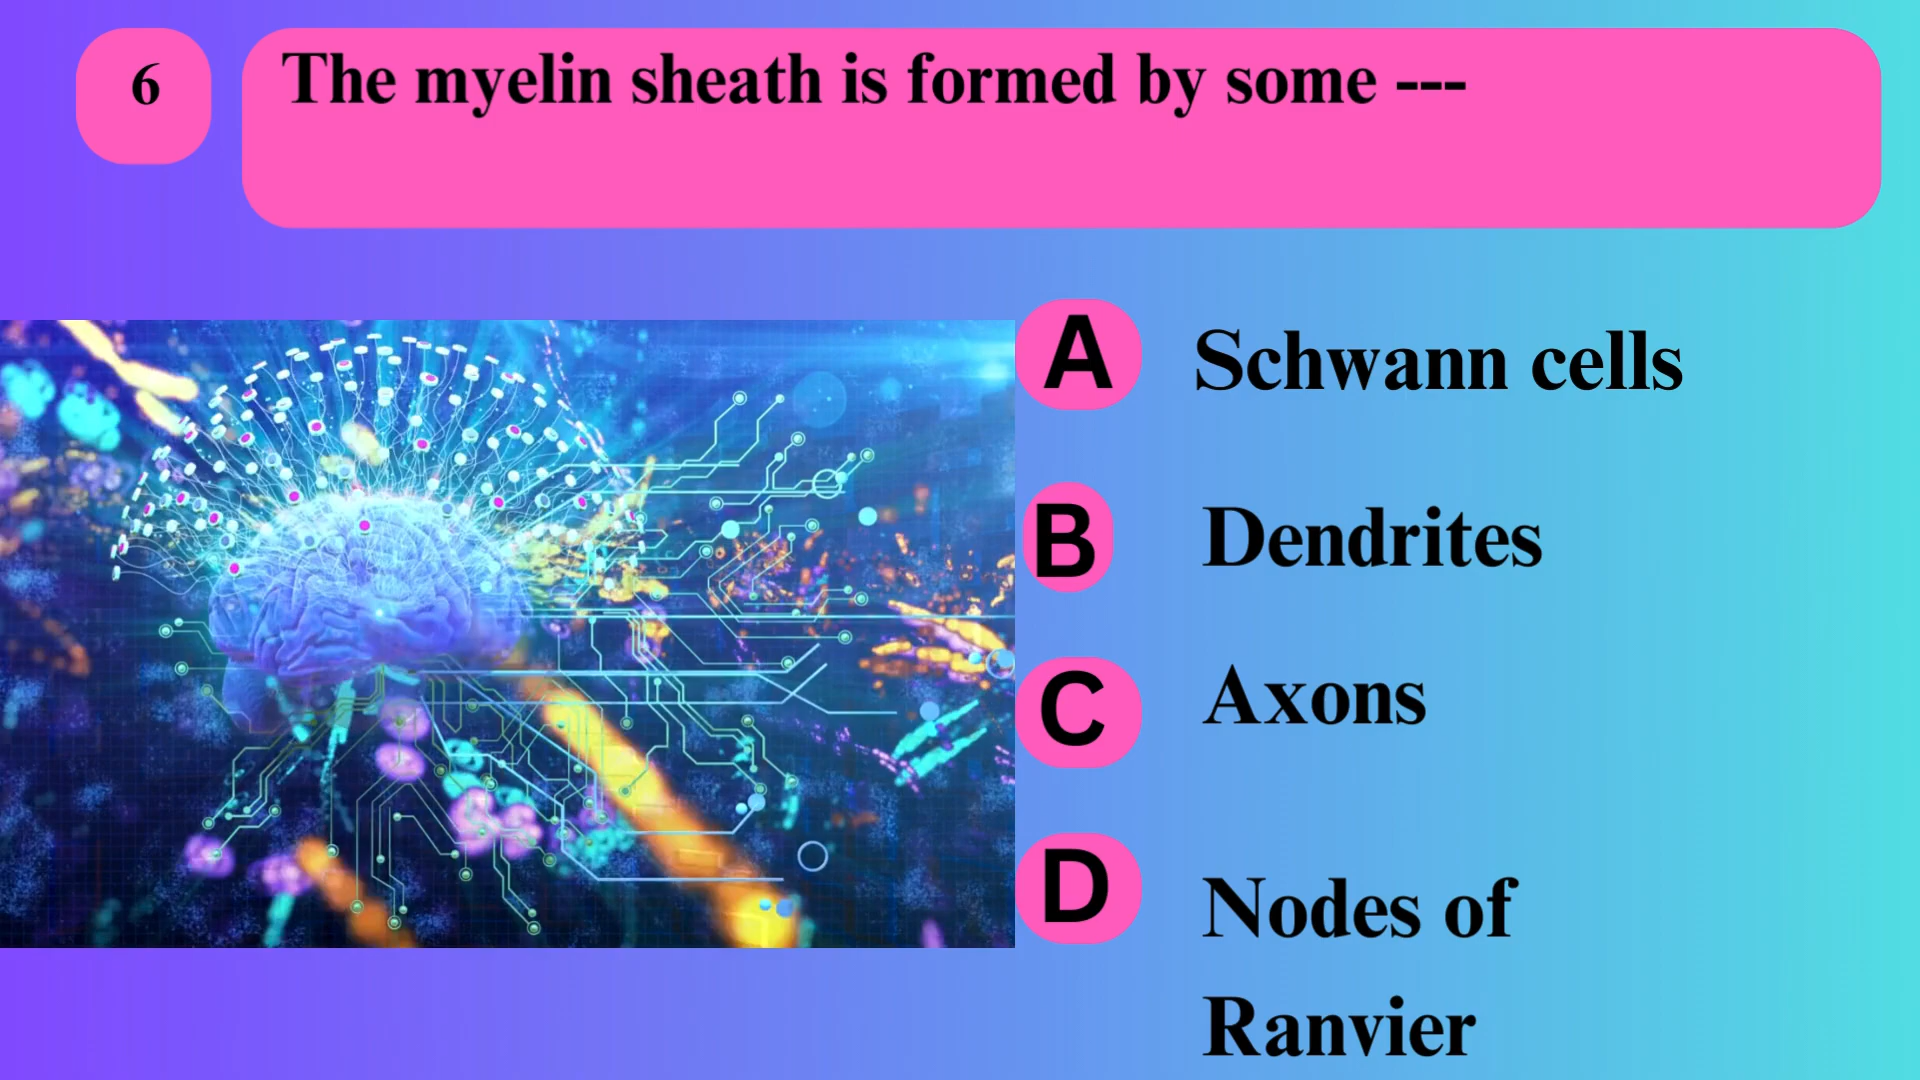 6
The myelin sheath is formed by some ---
A Schwann cells
B Dendrites
C Axons
D Nodes of
Ranvier